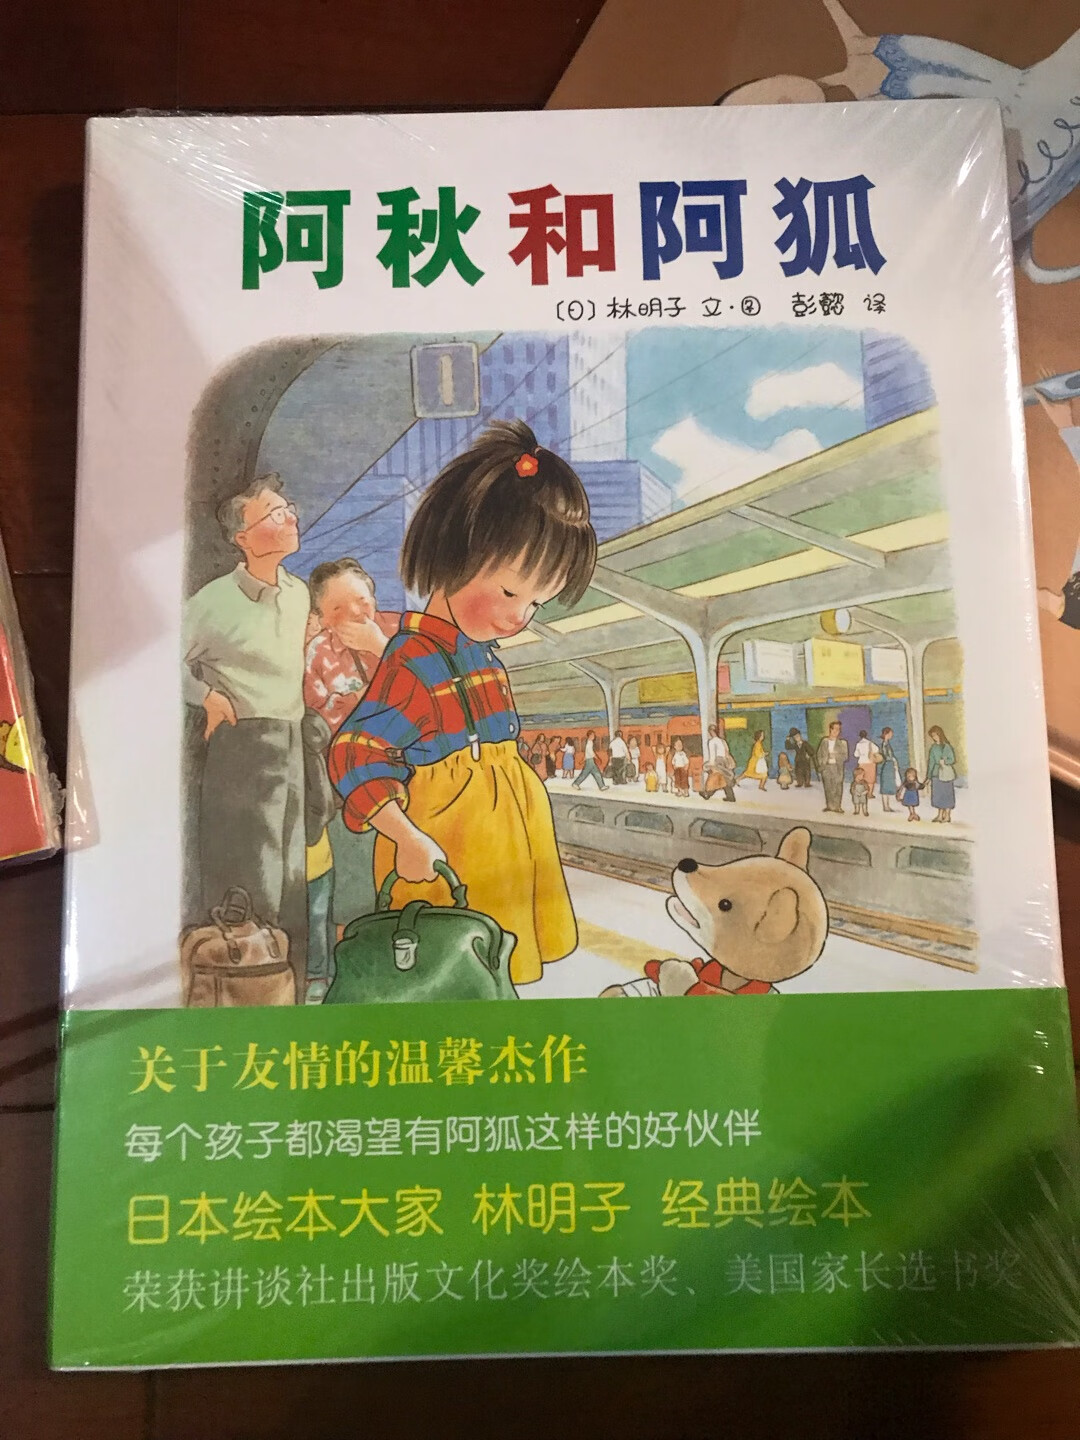 阿秋和阿狐
〔日〕林明子 文·图 彭懿 译
1
关于友情的温馨杰作
每个孩子都渴望有阿狐这样的好伙伴
日本绘本大家 林明子 经典绘本
荣获讲谈社出版文化奖绘本奖、美国家长选书奖